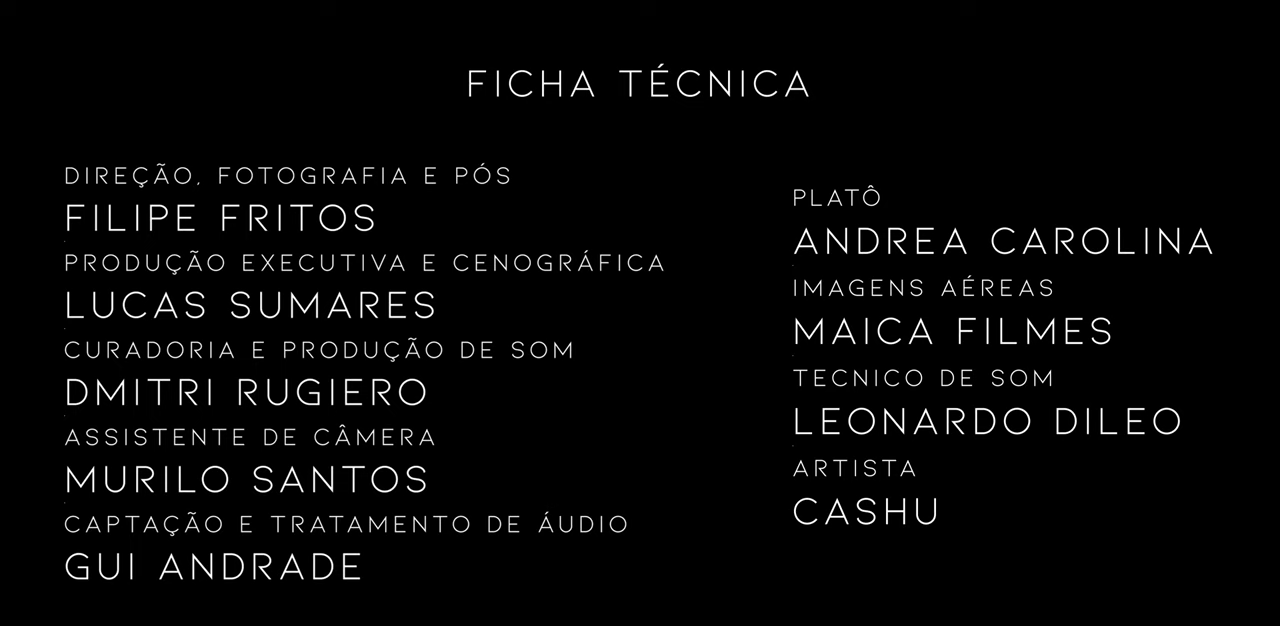 FICHA TÉCNICA
DIREÇÃO, FOTOGRAFIA E PÓS
FILIPE FRITOS
PRODUÇÃO EXECUTIVA E CENOGRÁFICA
LUCAS SUMARES
CURADORIA E PRODUÇÃO DE SOM
DMITRI RUGIERO
ASSISTENTE DE CÂMERA
MURILO SANTOS
CAPTAÇÃO E TRATAMENTO DE ÁUDIO
GUI ANDRADE
PLATÔ
ANDREA CAROLINA
IMAGENS AÉREAS
MAICA FILMES
TECNICO DE SOM
LEONARDO DILEO
ARTISTA
CASHU